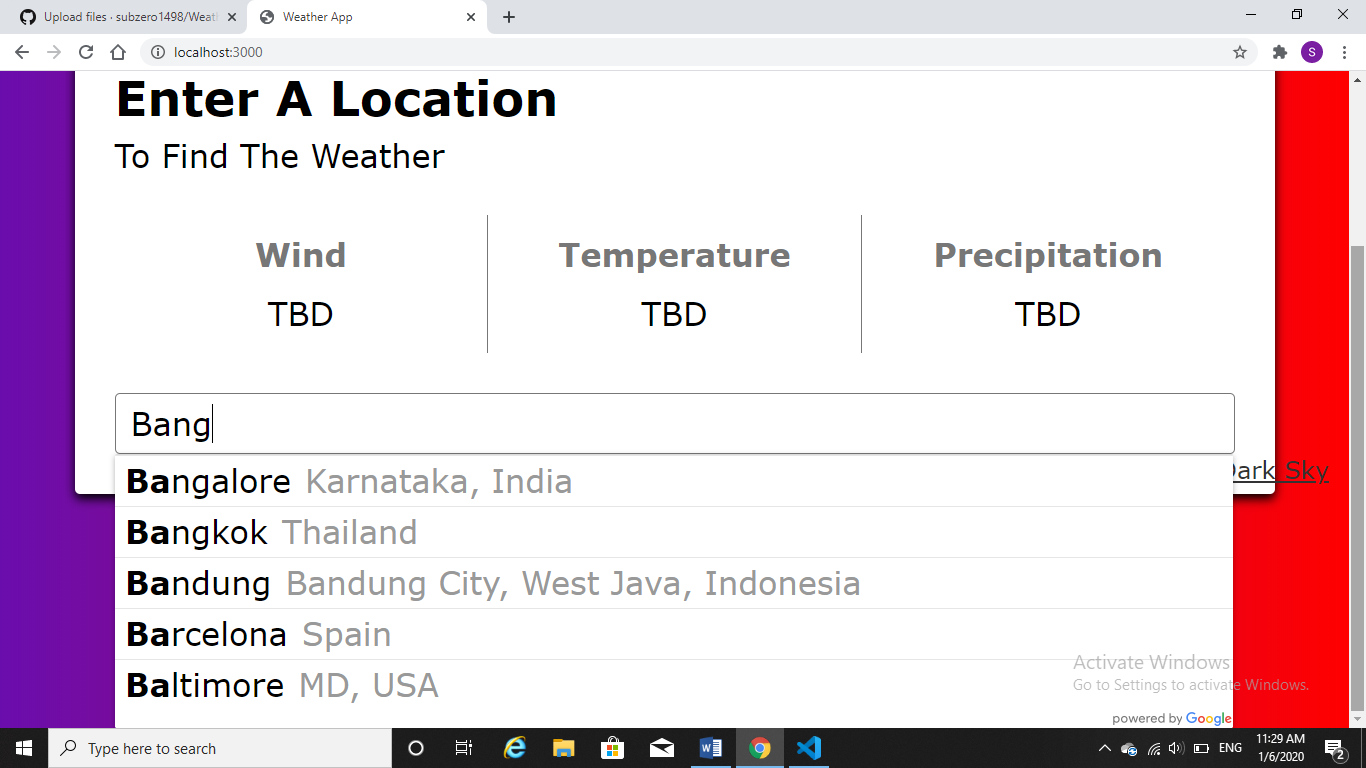 Upload files · subzero1498/Weat
Weather App
localhost:3000
S
Enter A Location
To Find The Weather
Wind Temperature Precipitation
TBD TBD TBD
Bang
Bangalore Karnataka, India
Dark Sky
Bangkok Thailand
Bandung Bandung City, West Java, Indonesia
Barcelona Spain
Baltimore MD, USA
Activate Windows
Go to Settings to activate Windows.
powered by Google
Type here to search
ENG
11:29 AM
1/6/2020
2